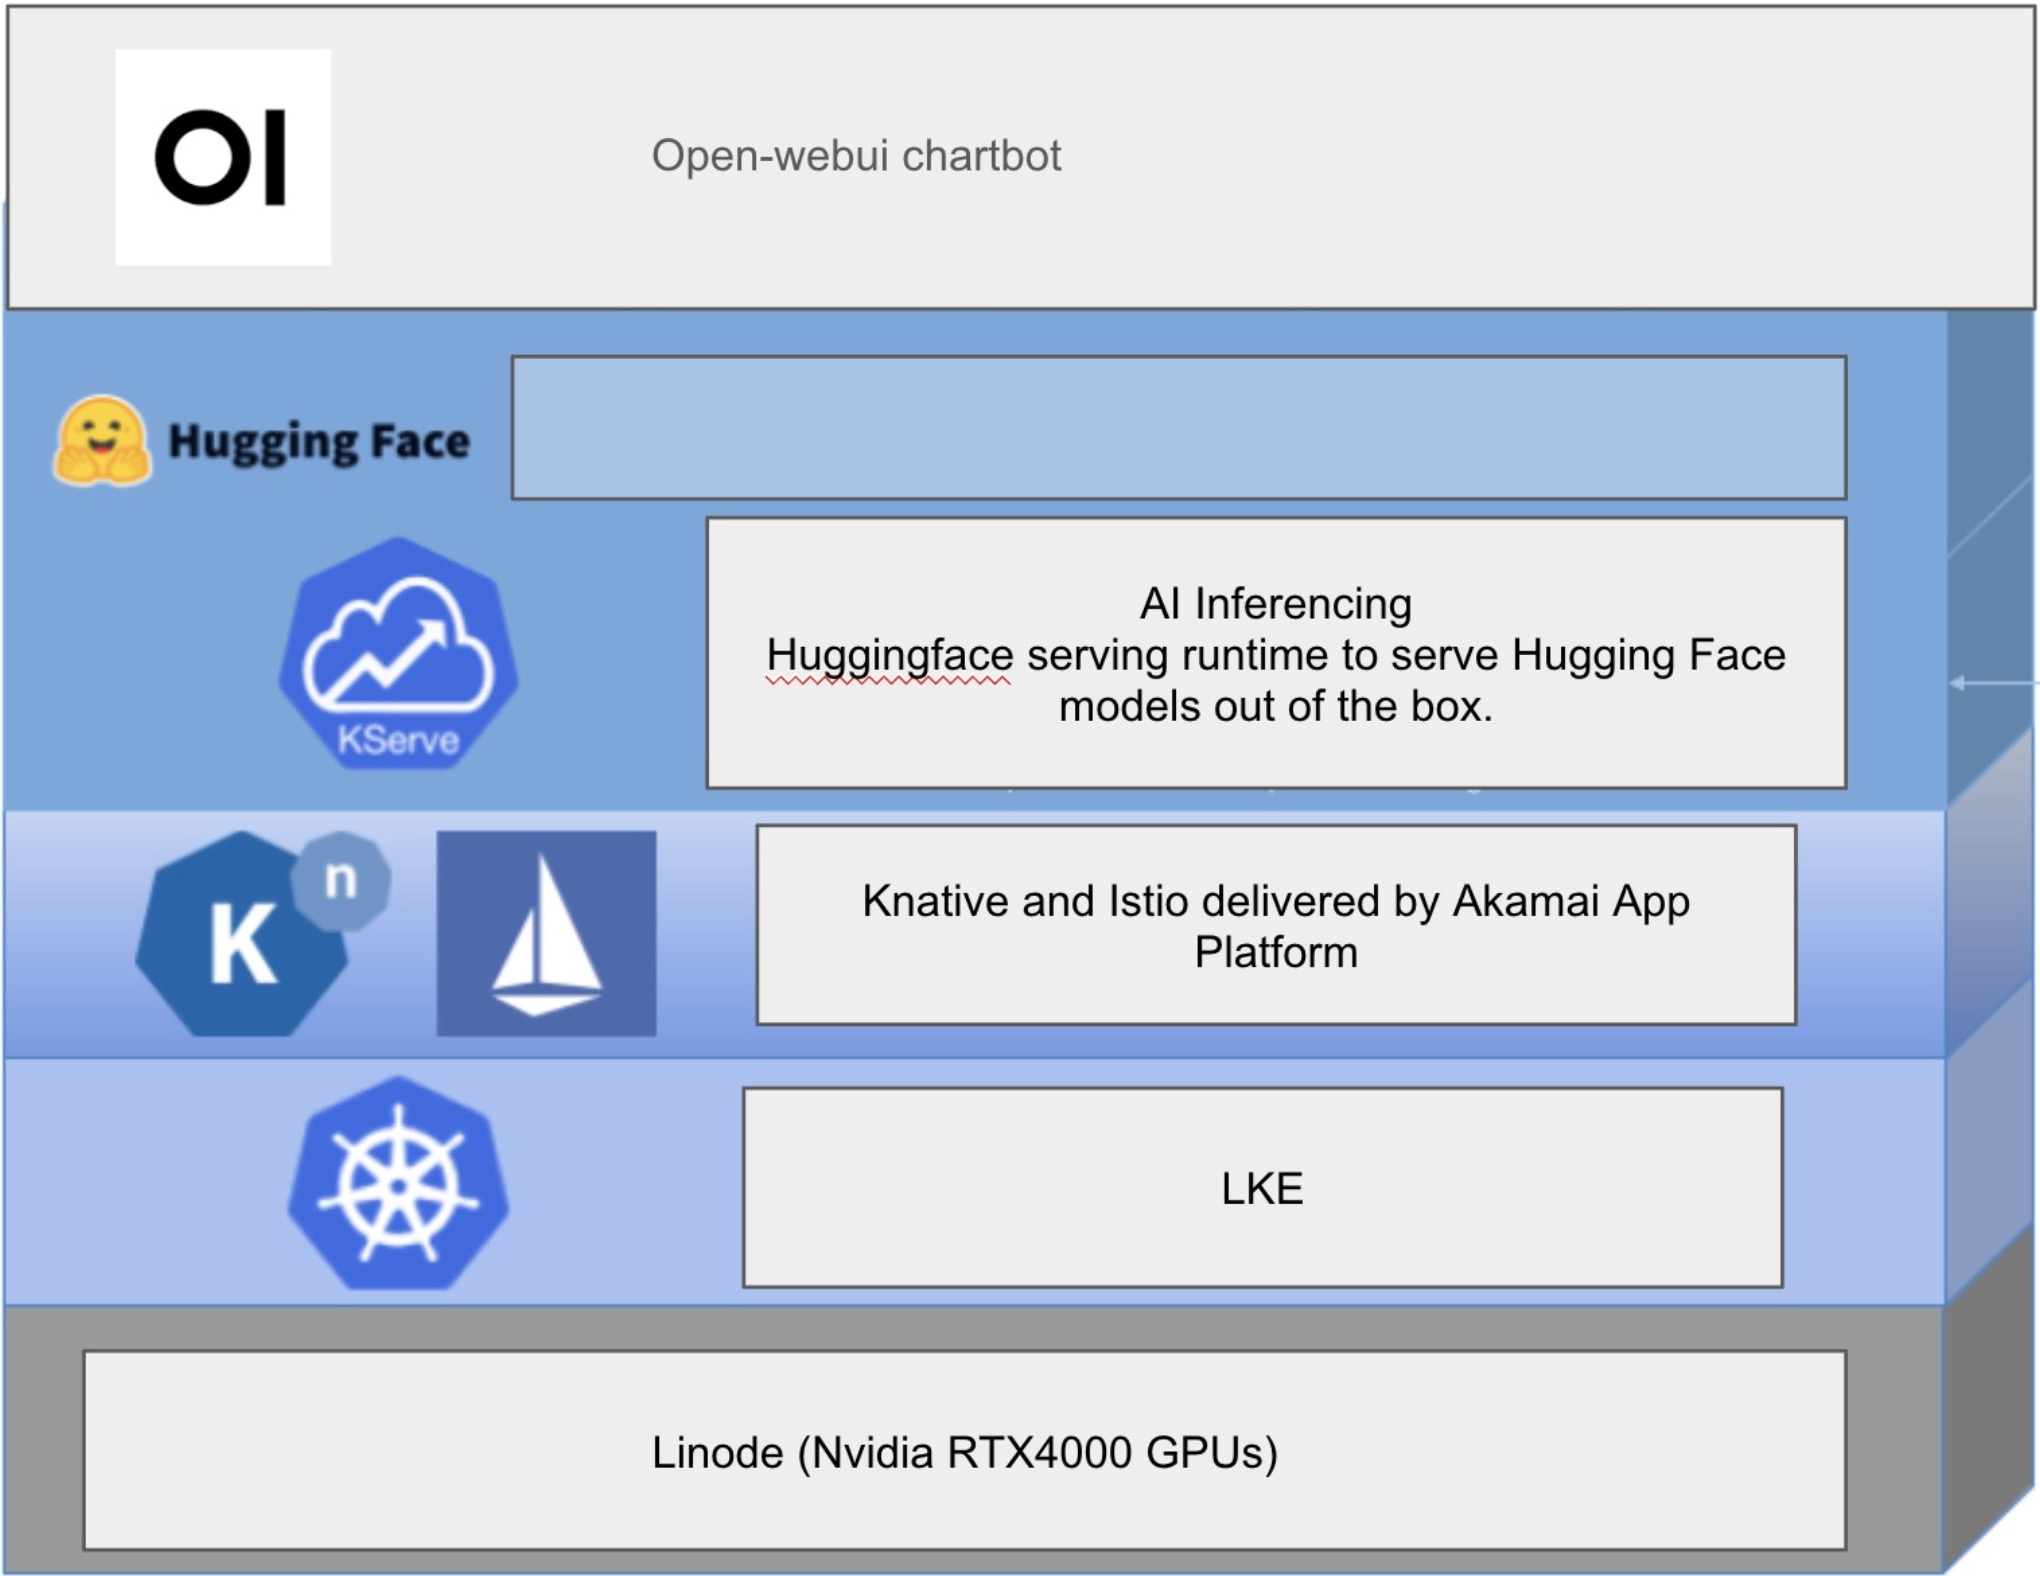 OI
Open-webui chartbot
Hugging Face
AI Inferencing
Huggingface serving runtime to serve Hugging Face
models out of the box.
KServe
K
n
Knative and Istio delivered by Akamai App
Platform
LKE
Linode (Nvidia RTX4000 GPUs)